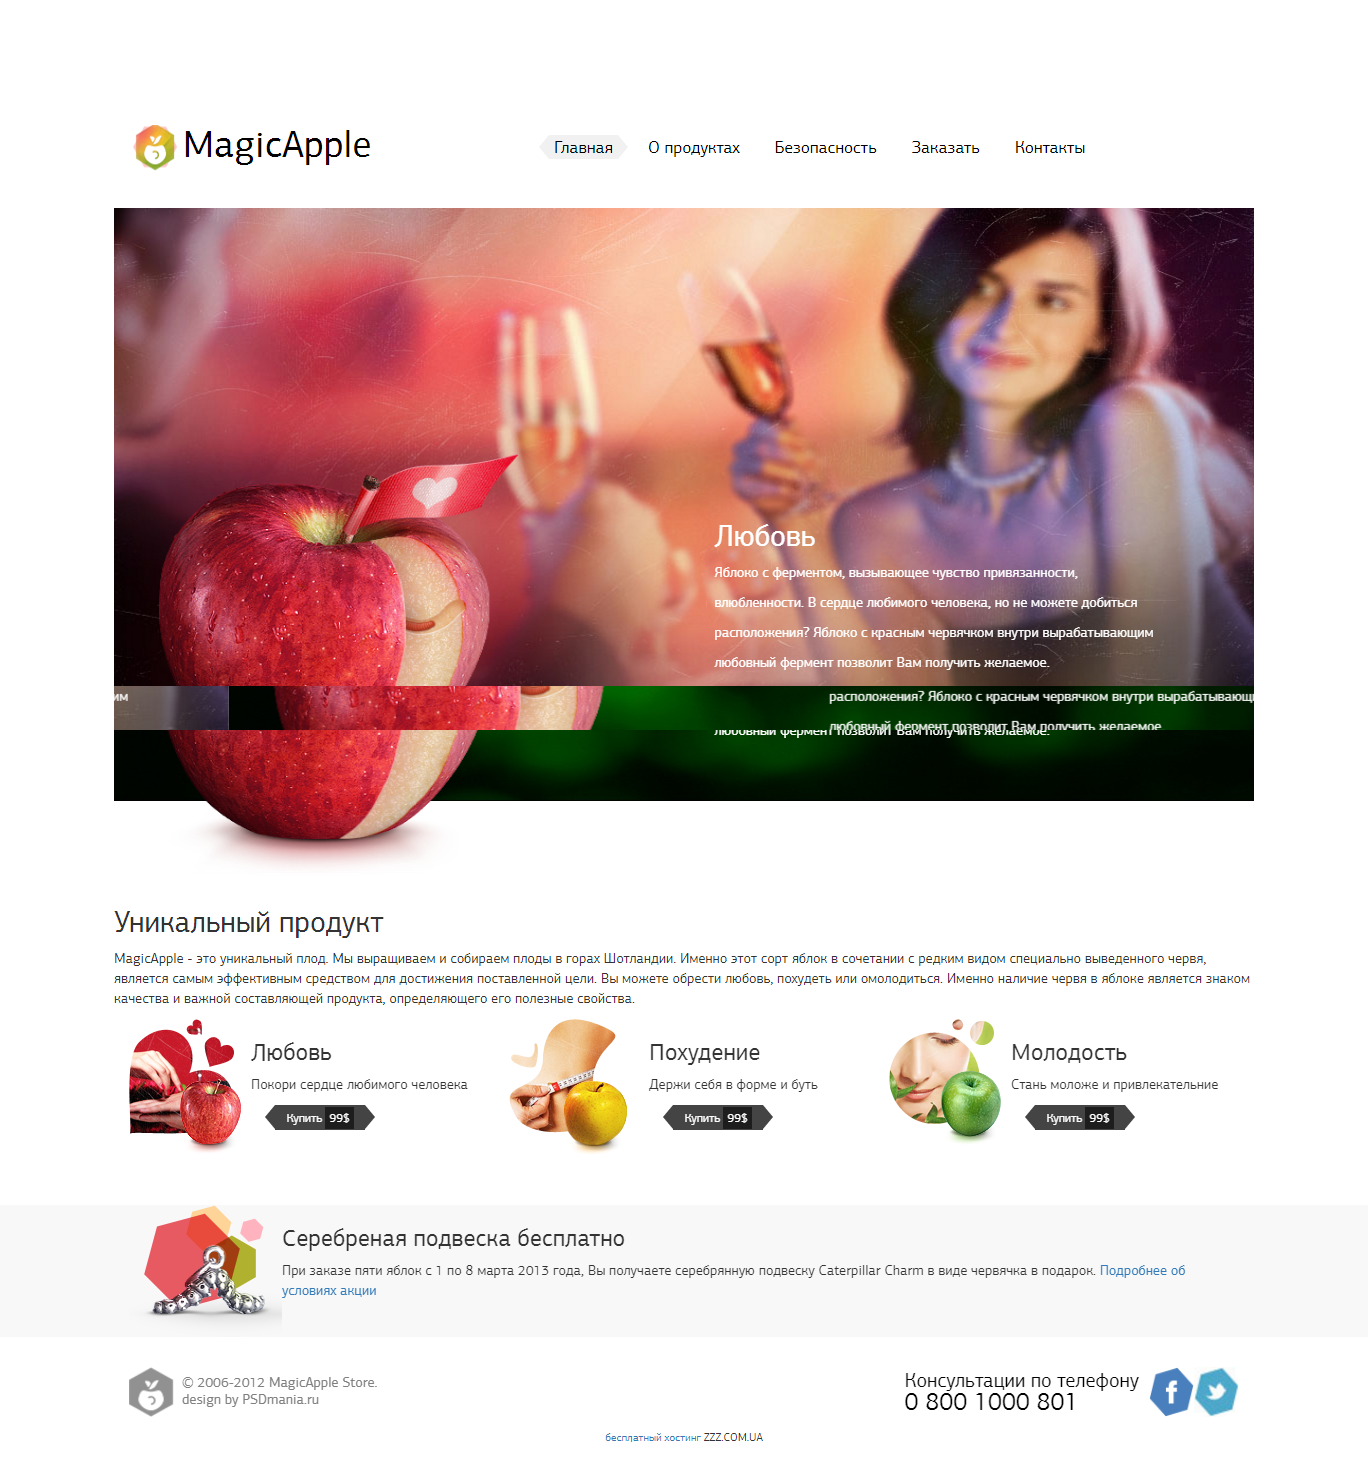 MagicApple
Главная О продуктах Безопасность Заказать Контакты
Любовь
Яблоко с ферментом, вызывающее чувство привязанности,
влюбленности. В сердце любимого человека, но не можете добиться
расположения? Яблоко с красным червячком внутри вырабатывающим
любовный фермент позволит Вам получить желаемое.
им расположения? Яблоко с красным червячком внутри вырабатывающи
любовный фермент позволит Вам получить желаемое
любовный фермент позволит Вам получить желаемое.
Уникальный продукт
MagicApple - это уникальный плод. Мы выращиваем и собираем плоды в горах Шотландии. Именно этот сорт яблок в сочетании с редким видом специально выведенного червя,
является самым эффективным средством для достижения поставленной цели. Вы можете обрести любовь, похудеть или омолодиться. Именно наличие червя в яблоке является знаком
качества и важной составляющей продукта, определяющего его полезные свойства.
Любовь
Покори сердце любимого человека
Купить 99$
Похудение
Держи себя в форме и буть
Купить 99$
Молодость
Стань моложе и привлекательние
Купить 99$
Серебреная подвеска бесплатно
При заказе пяти яблок с 1 по 8 марта 2013 года, Вы получаете серебрянную подвеску Caterpillar Charm в виде червячка в подарок. Подробнее об
условиях акции
© 2006-2012 MagicApple Store.
design by PSDmania.ru
Консультации по телефону
0 800 1000 801
бесплатный хостинг ZZZ.COM.UA